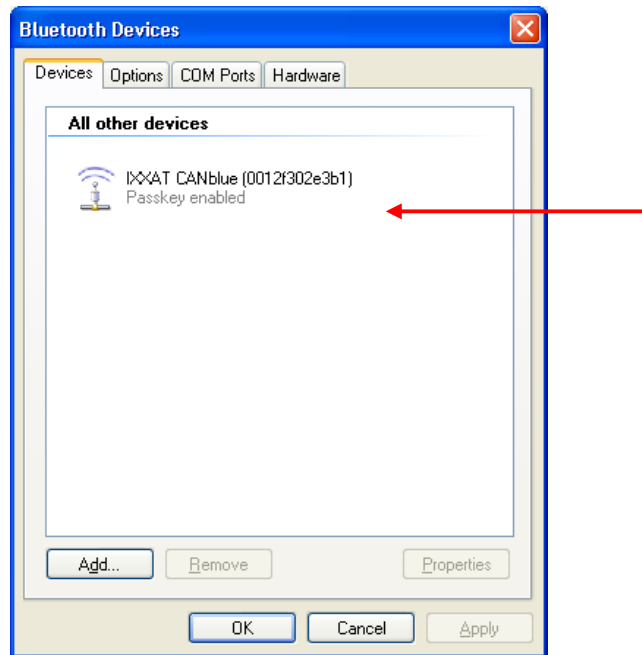 Bluetooth Devices
Devices Options COM Ports Hardware
All other devices
IXXAT CANblue (0012f302e3b1)
Passkey enabled
Add... Remove Properties
OK Cancel Apply